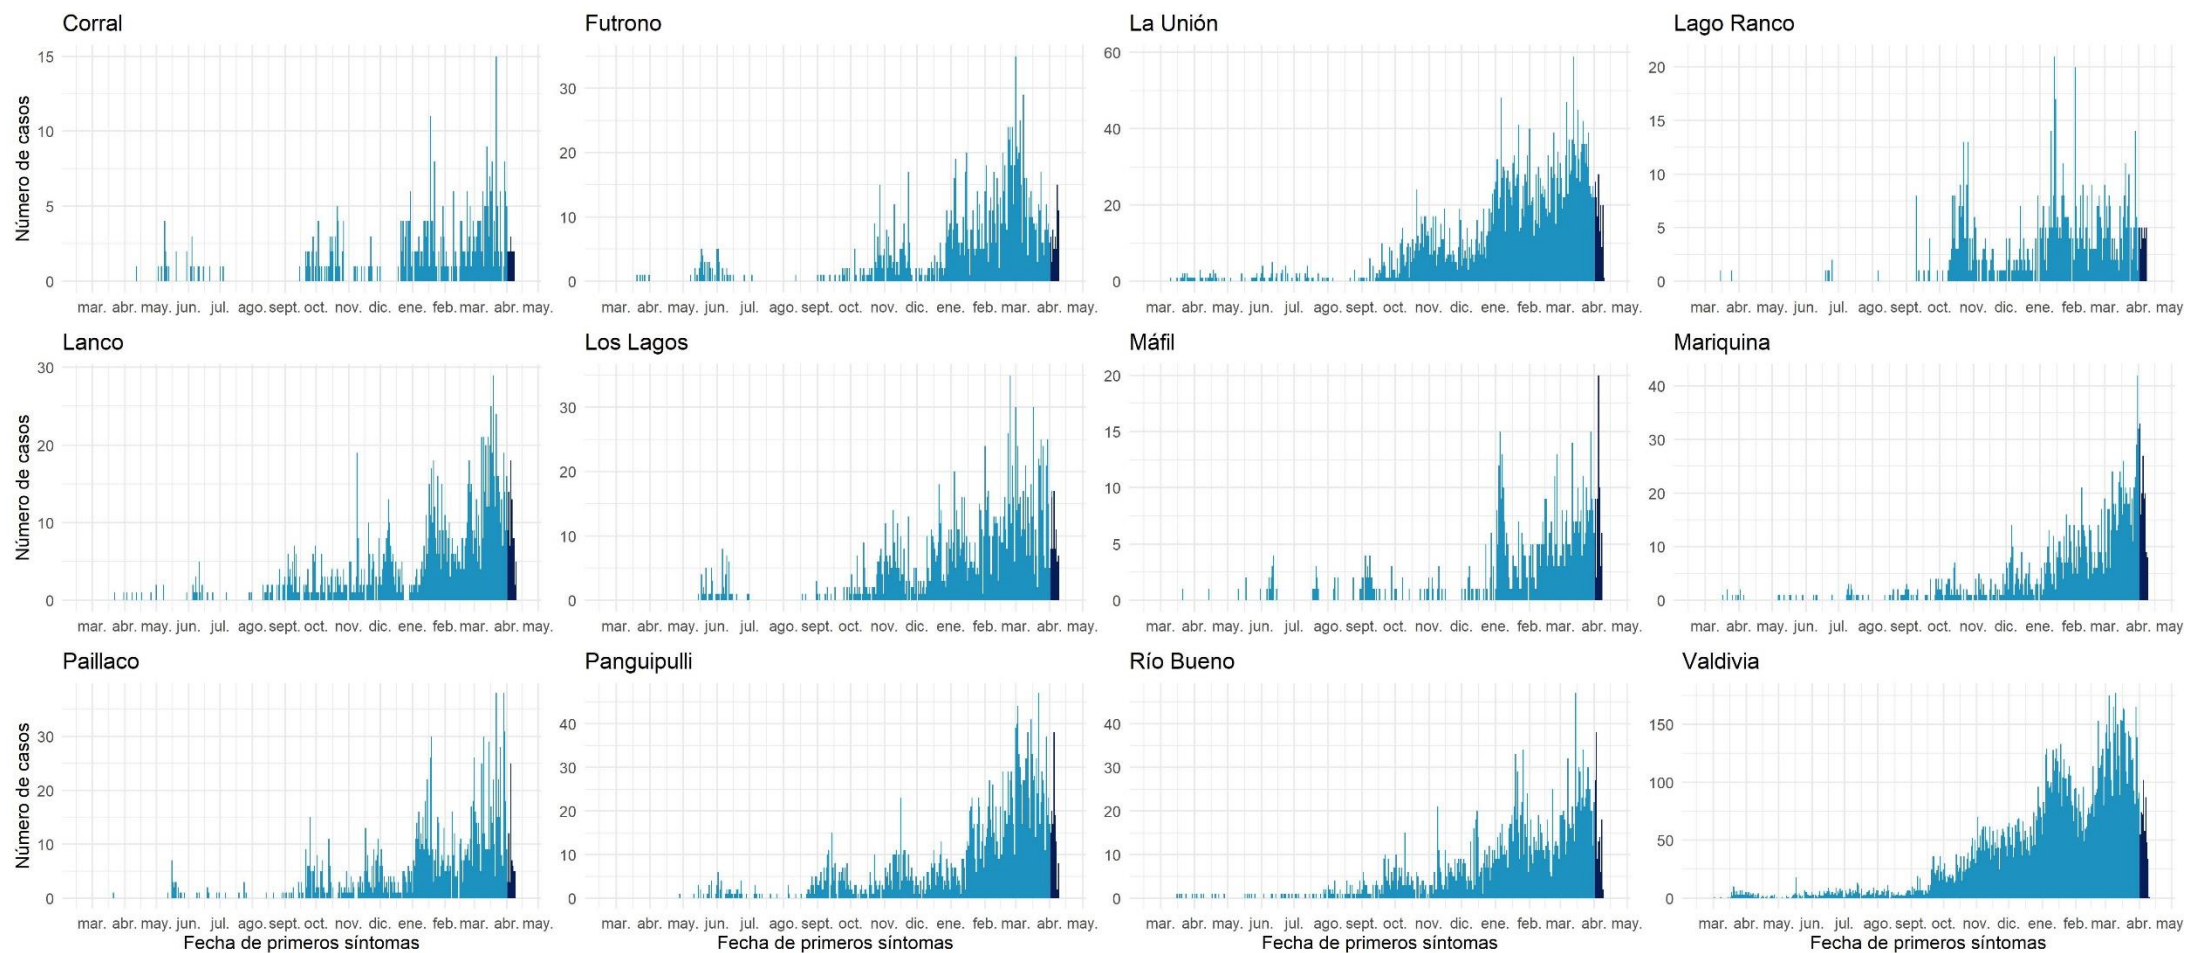 Corral Futrono La Unión Lago Ranco
Número de casos
15
10
5
0
30
20
10
0
60
40
20
0
20
15
10
5
0
mar. abr. may. jun. jul. ago. sept. oct. nov. dic. ene. feb. mar. abr. may.
mar. abr. may. jun. jul. ago. sept. oct. nov. dic. ene. feb. mar. abr. may.
mar. abr. may. jun. jul. ago. sept. oct. nov. dic. ene. feb. mar. abr. may.
mar. abr. may. jun. jul. ago. sept. oct. nov. dic. ene. feb. mar. abr. may
Lanco Los Lagos Máfil Mariquina
Número de casos
30
20
10
0
30
20
10
0
20
15
10
5
0
40
30
20
10
0
mar. abr. may. jun. jul. ago. sept. oct. nov. dic. ene. feb. mar. abr. may.
mar. abr. may. jun. jul. ago. sept. oct. nov. dic. ene. feb. mar. abr. may.
mar. abr. may. jun. jul. ago. sept. oct. nov. dic. ene. feb. mar. abr. may.
mar. abr. may. jun. jul. ago. sept. oct. nov. dic. ene. feb. mar. abr. may
Paillaco Panguipulli Río Bueno Valdivia
Número de casos
30
20
10
0
40
30
20
10
0
40
30
20
10
0
150
100
50
0
mar. abr. may. jun. jul. ago. sept. oct. nov. dic. ene. feb. mar. abr. may.
mar. abr. may. jun. jul. ago. sept. oct. nov. dic. ene. feb. mar. abr. may.
mar. abr. may. jun. jul. ago. sept. oct. nov. dic. ene. feb. mar. abr. may.
mar. abr. may. jun. jul. ago. sept. oct. nov. dic. ene. feb. mar. abr. may
Fecha de primeros síntomas Fecha de primeros síntomas Fecha de primeros síntomas Fecha de primeros síntomas